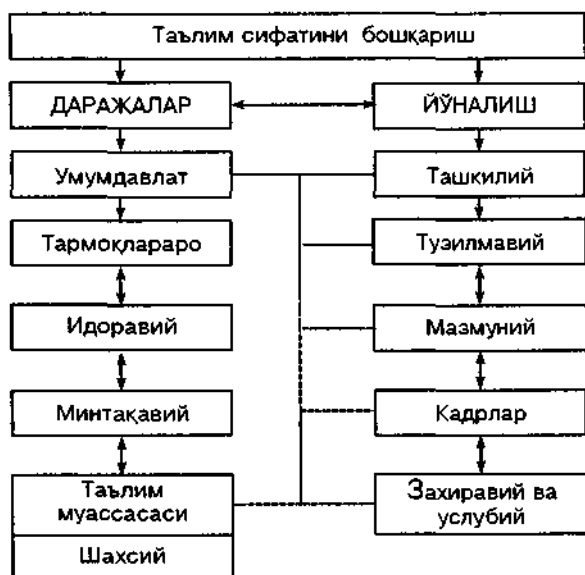 Таълим сифатини бошқариш
ДАРАЖАЛАР
ЙЎНАЛИШ
Умумдавлат
Ташкилий
Тармоқлараро
Тузилмавий
Идоравий
Мазмуний
Минтақавий
Кадрлар
Таълим
муассасаси
Захиравий ва
услубий
Шахсий